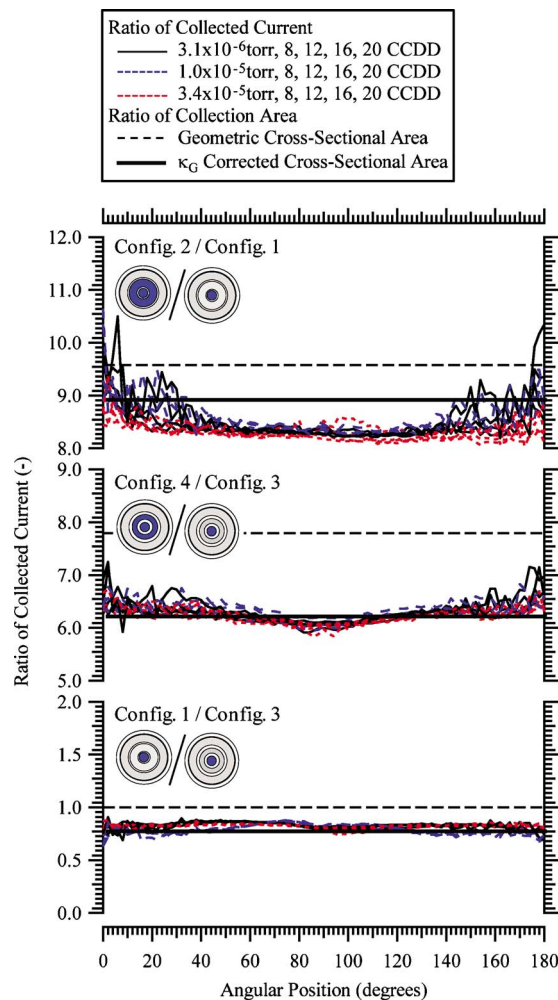 Ratio of Collected Current
3.1x10⁻⁶torr, 8, 12, 16, 20 CCDD
1.0x10⁻⁵torr, 8, 12, 16, 20 CCDD
3.4x10⁻⁵torr, 8, 12, 16, 20 CCDD
Ratio of Collection Area
Geometric Cross-Sectional Area
κG Corrected Cross-Sectional Area
12.0
Config. 2 / Config. 1
11.0
10.0
9.0
8.0
9.0
Config. 4 / Config. 3
8.0
7.0
6.0
5.0
2.0
Config. 1 / Config. 3
1.5
1.0
0.5
0.0
Ratio of Collected Current (-)
0 20 40 60 80 100 120 140 160 180
Angular Position (degrees)